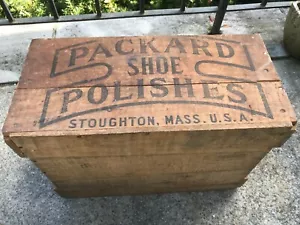 PACKARD'
SHOE
POLISHES
STOUGHTON, MASS. U.S.A.